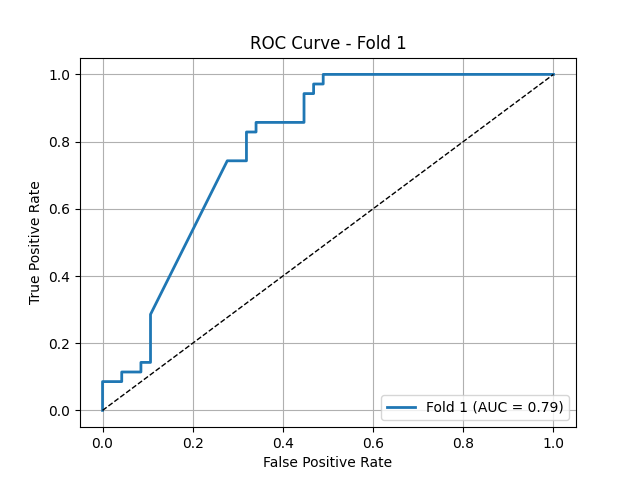 ROC Curve - Fold 1
True Positive Rate
1.0
0.8
0.6
0.4
0.2
0.0
0.0 0.2 0.4 0.6 0.8 1.0
False Positive Rate
Fold 1 (AUC = 0.79)